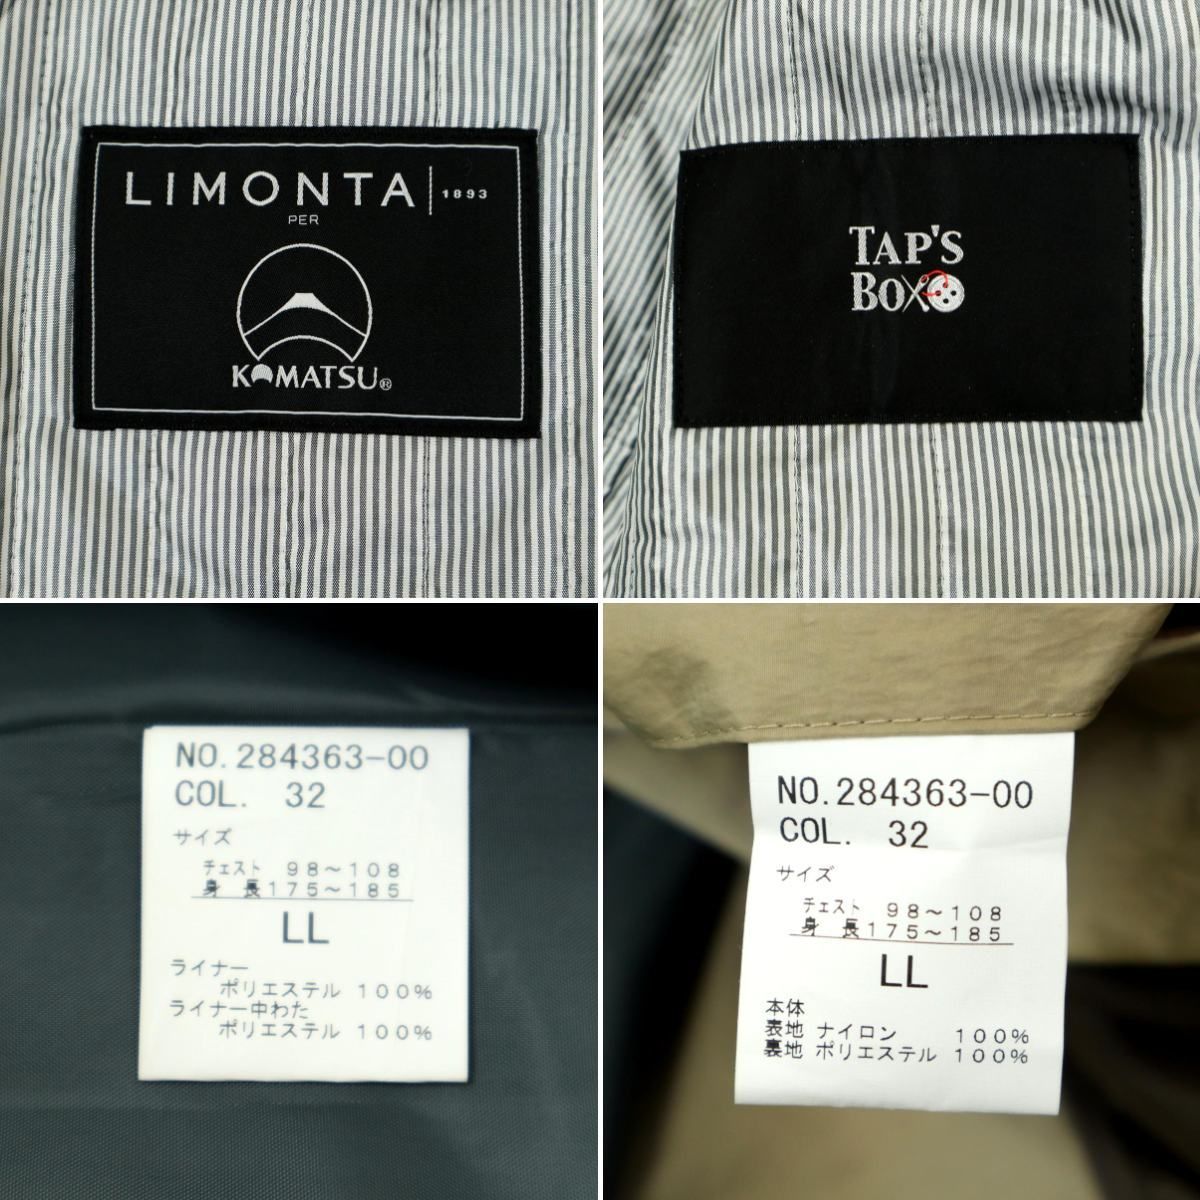 LIMONTA 1893
PER
KOMATSU®
TAP'S
BOX
NO. 284363-00
COL. 32
サイズ
チェスト 98~108
身 長175~185
LL
ライナー
ポリエステル 100%
ライナー中わた
ポリエステル 100%
NO. 284363-00
COL. 32
サイズ
チェスト 98~108
身 長175~185
LL
本体
表地 ナイロン 100%
裏地 ポリエステル 100%